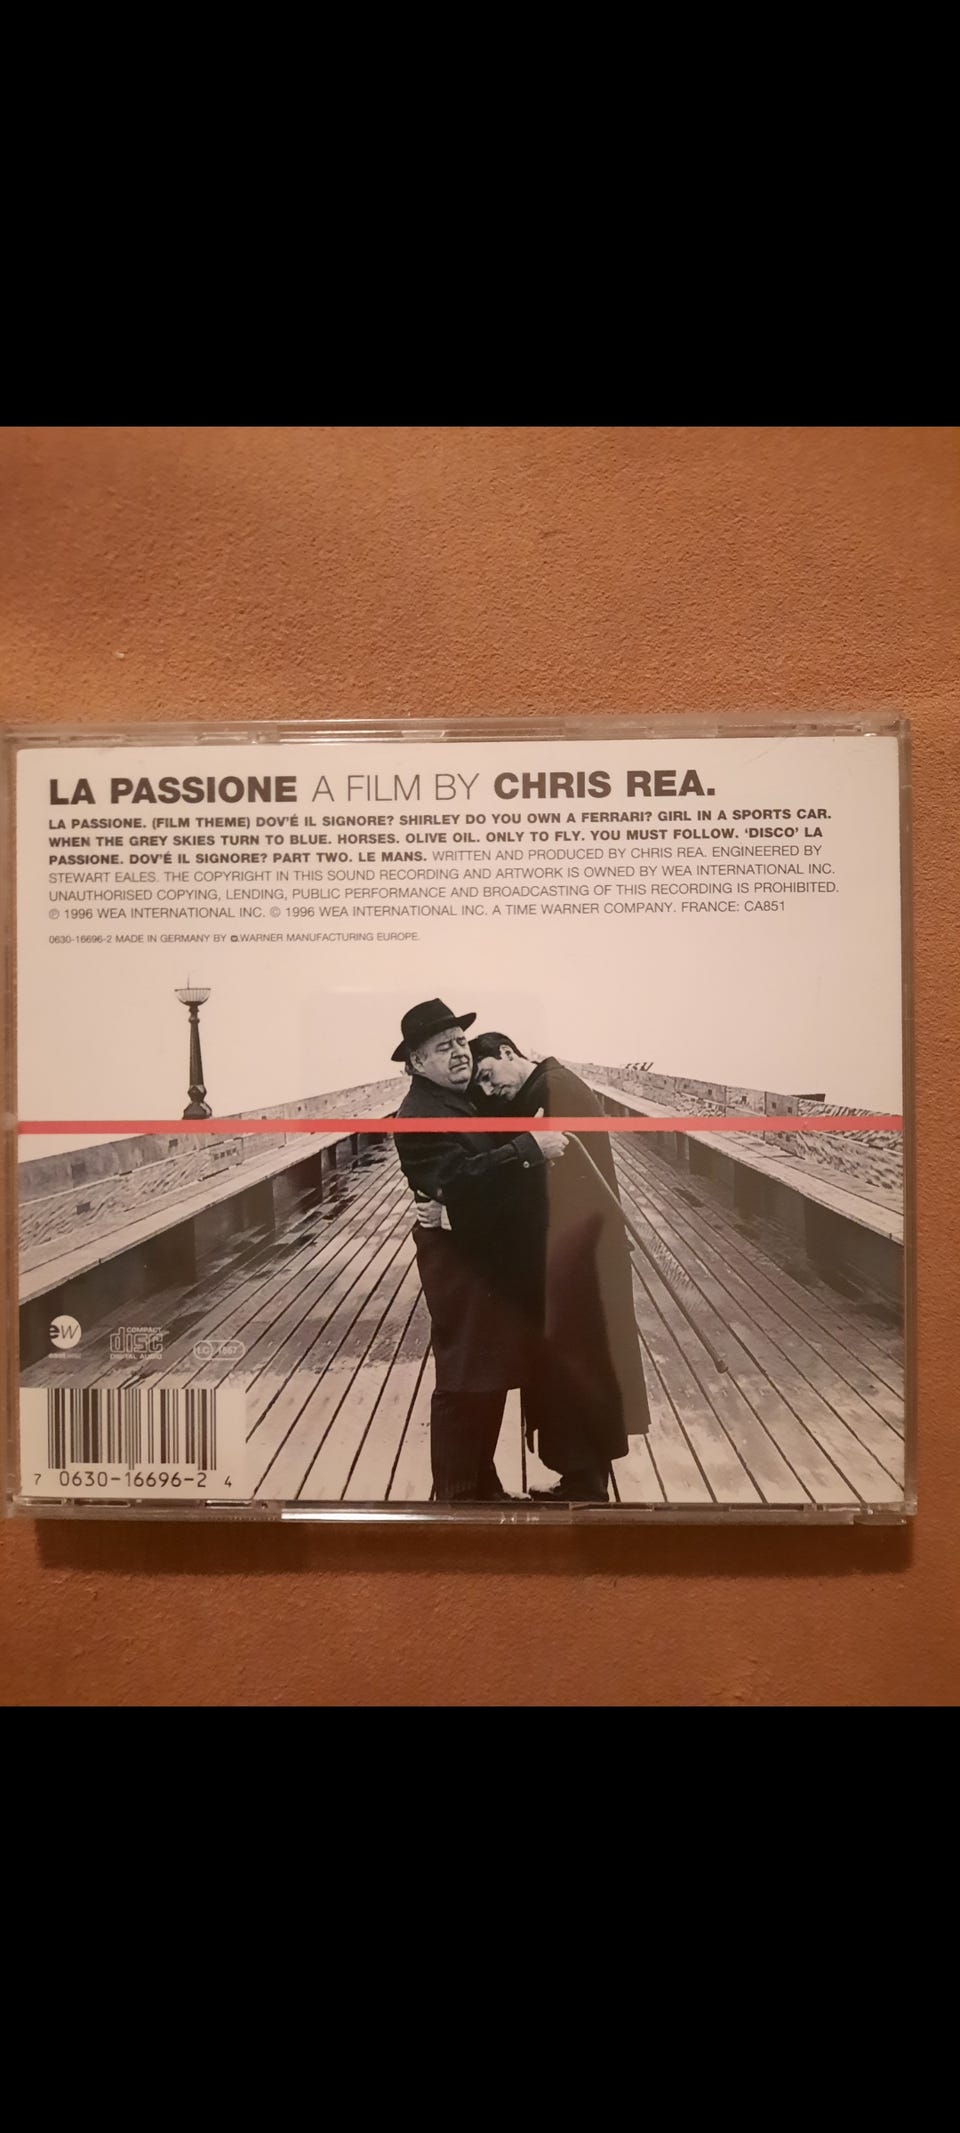 LA PASSIONE A FILM BY CHRIS REA.
LA PASSIONE. (FILM THEME) DOV'É IL SIGNORE? SHIRLEY DO YOU OWN A FERRARI? GIRL IN A SPORTS CAR.
WHEN THE GREY SKIES TURN TO BLUE. HORSES. OLIVE OIL. ONLY TO FLY. YOU MUST FOLLOW. 'DISCO' LA
PASSIONE. DOV'É IL SIGNORE? PART TWO. LE MANS. WRITTEN AND PRODUCED BY CHRIS REA. ENGINEERED BY
STEWART EALES. THE COPYRIGHT IN THIS SOUND RECORDING AND ARTWORK IS OWNED BY WEA INTERNATIONAL INC.
UNAUTHORISED COPYING, LENDING, PUBLIC PERFORMANCE AND BROADCASTING OF THIS RECORDING IS PROHIBITED.
℗ 1996 WEA INTERNATIONAL INC. © 1996 WEA INTERNATIONAL INC. A TIME WARNER COMPANY. FRANCE: CA851
0630-16696-2 MADE IN GERMANY BY WARNER MANUFACTURING EUROPE.
ew
COMPACT
disc
DIGITAL AUDIO
7 0630-16696-2 4